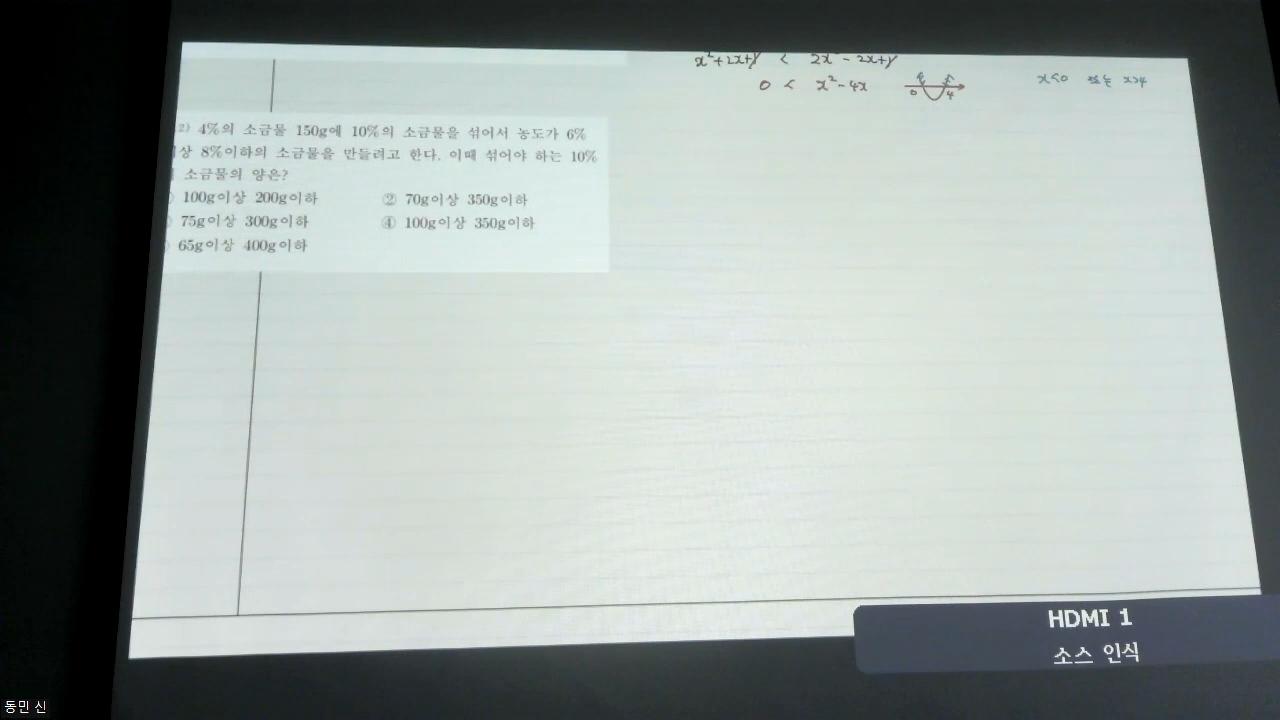 x²+2x+y < 2x²-2x+y
0 < x²-4x
0 4
x<0 또는 x>4
2) 4%의 소금물 150g에 10%의 소금물을 섞어서 농도가 6%
상 8%이하의 소금물을 만들려고 한다. 이때 섞어야 하는 10%
소금물의 양은?
100g이상 200g이하 ② 70g이상 350g이하
75g이상 300g이하 ④ 100g이상 350g이하
65g이상 400g이하
HDMI 1
소스 인식
동민 신